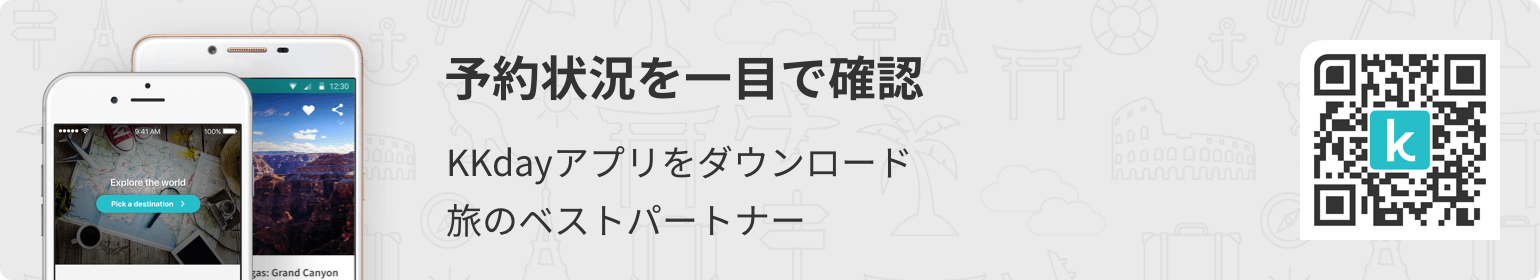 予約状況を一目で確認
KKdayアプリをダウンロード
旅のベストパートナー
12:30
9:41 AM
100%
Explore the world
Pick a destination
gas: Grand Canyon
k